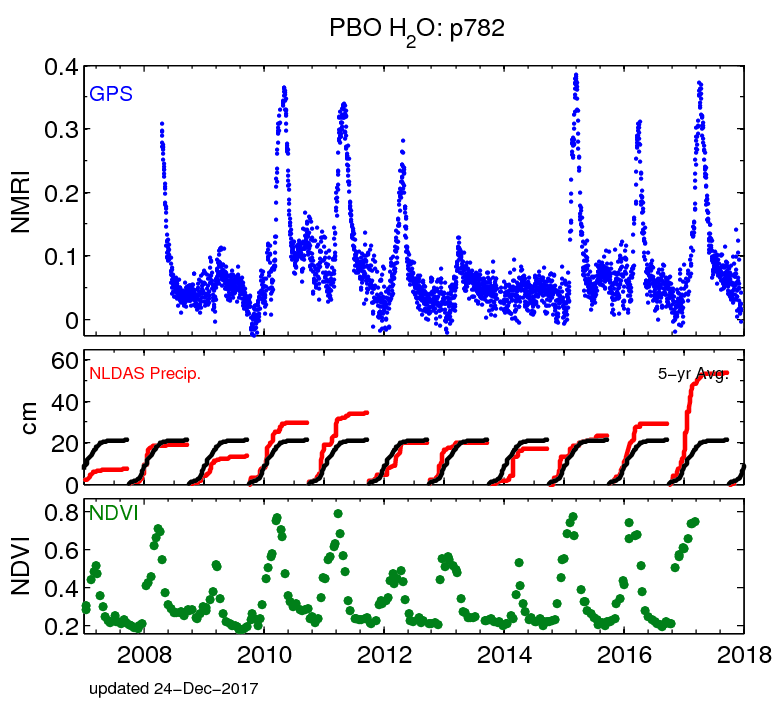 PBO H₂O: p782
0.4
GPS
0.3
NMRI
0.2
0.1
0
60
NLDAS Precip.
5-yr Avg.
40
cm
20
0
0.8
NDVI
NDVI
0.6
0.4
0.2
2008 2010 2012 2014 2016 2018
updated 24-Dec-2017